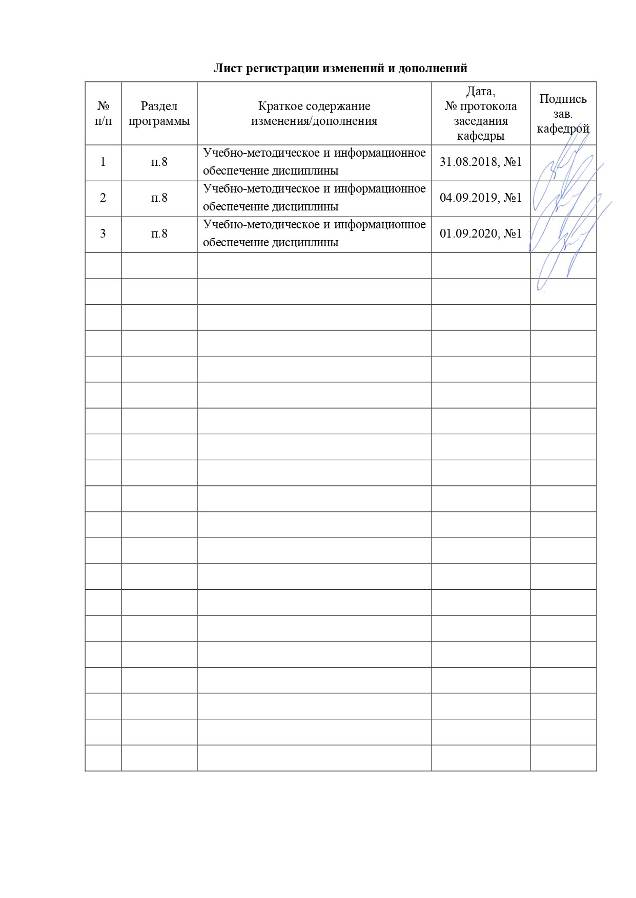 Лист регистрации изменений и дополнений
№
п/п
Раздел
программы
Краткое содержание
изменения/дополнения
Дата,
№ протокола
заседания
кафедры
Подпись
зав.
кафедрой
1
п.8
Учебно-методическое и информационное
обеспечение дисциплины
31.08.2018, №1
2
п.8
Учебно-методическое и информационное
обеспечение дисциплины
04.09.2019, №1
3
п.8
Учебно-методическое и информационное
обеспечение дисциплины
01.09.2020, №1